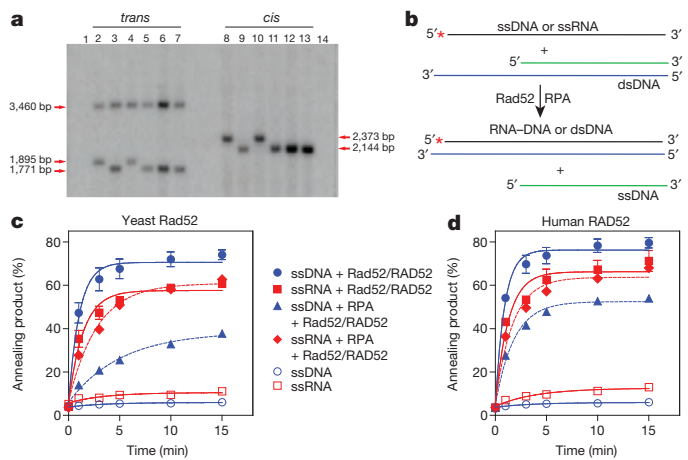 a
trans
cis
1 2 3 4 5 6 7
8 9 10 11 12 13 14
3,460 bp
1,895 bp
1,771 bp
2,373 bp
2,144 bp
b
ssDNA or ssRNA
5′* 3′
+
5′ 3′
3′ dsDNA 5′
Rad52 RPA
RNA–DNA or dsDNA
5′* 3′
3′ 5′
+
5′ 3′
ssDNA
c
Yeast Rad52
Annealing product (%)
80
60
40
20
0
0 5 10 15
Time (min)
ssDNA + Rad52/RAD52
ssRNA + Rad52/RAD52
ssDNA + RPA
+ Rad52/RAD52
ssRNA + RPA
+ Rad52/RAD52
ssDNA
ssRNA
d
Human RAD52
Annealing product (%)
80
60
40
20
0
0 5 10 15
Time (min)